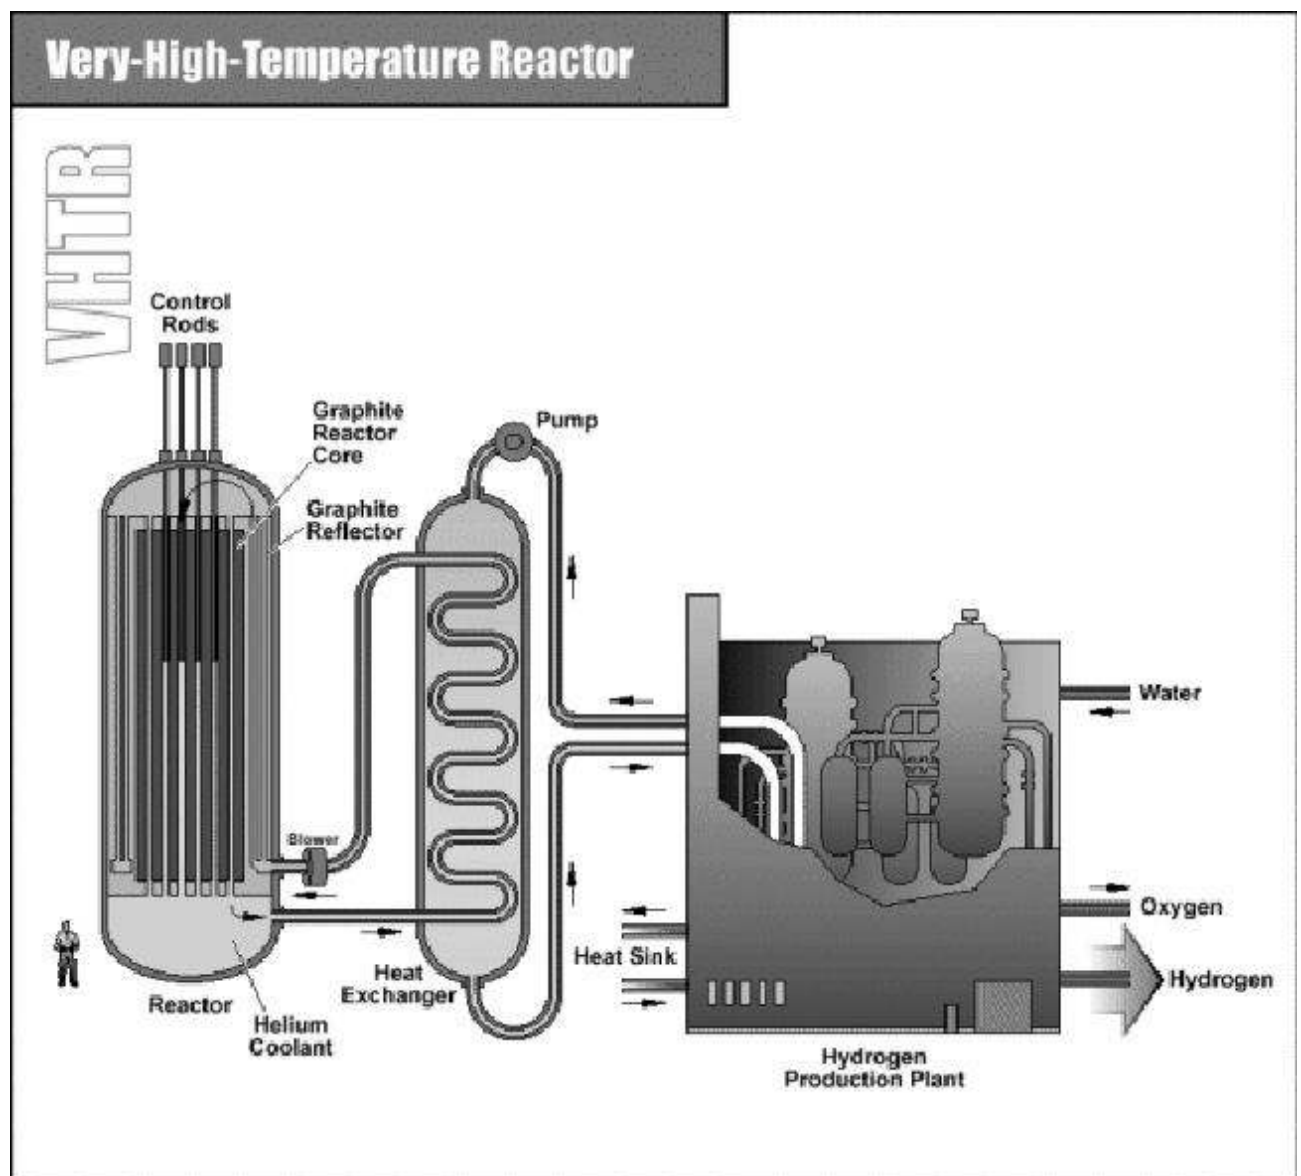 Very-High-Temperature Reactor
VHTR
Control
Rods
Graphite
Reactor
Core
Pump
Graphite
Reflector
Water
Blower
Oxygen
Heat Sink
Heat
Exchanger
Hydrogen
Reactor
Helium
Coolant
Hydrogen
Production Plant